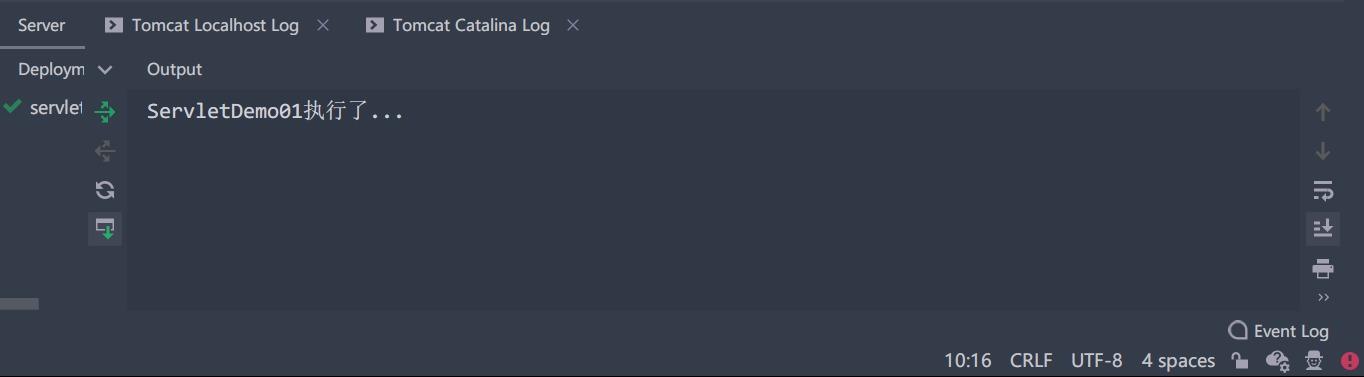 Server Tomcat Localhost Log Tomcat Catalina Log
Deploym Output
servlet ServletDemo01执行了...
Event Log
10:16 CRLF UTF-8 4 spaces